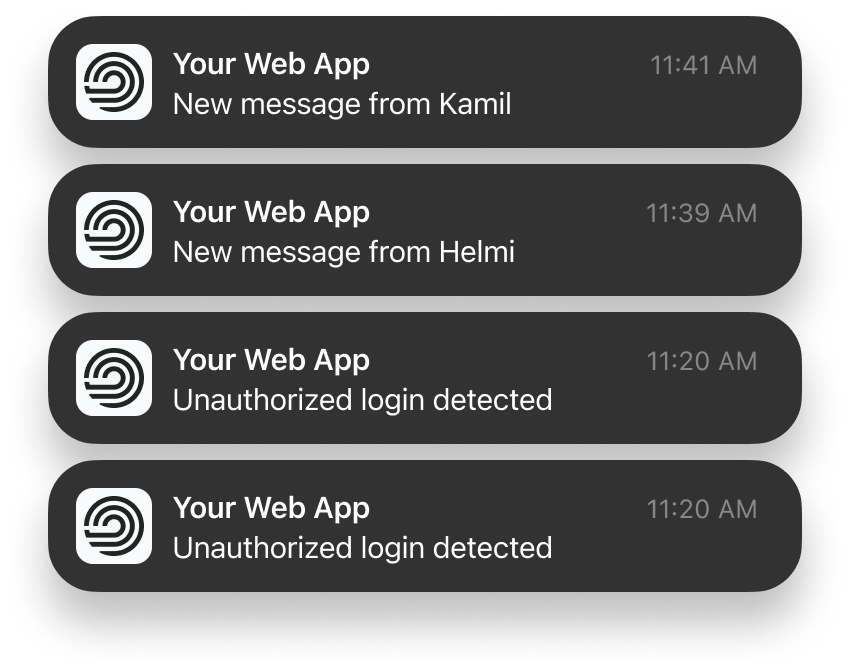 Your Web App 11:41 AM
New message from Kamil
Your Web App 11:39 AM
New message from Helmi
Your Web App 11:20 AM
Unauthorized login detected
Your Web App 11:20 AM
Unauthorized login detected